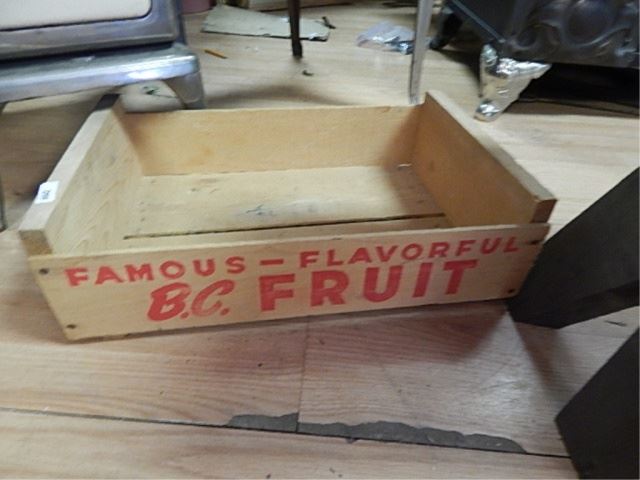 FAMOUS – FLAVORFUL
B.C. FRUIT